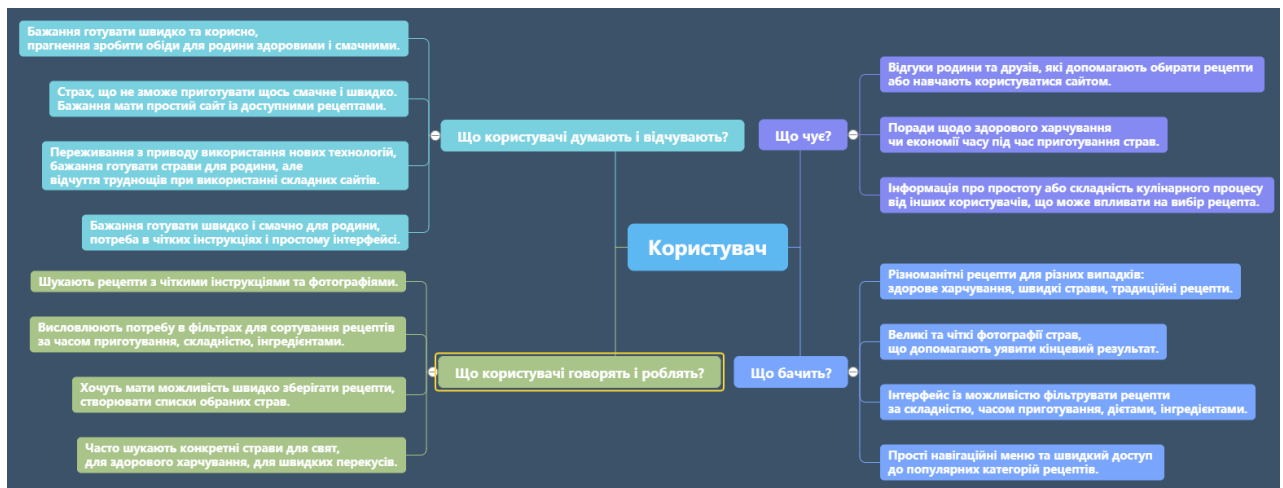 Бажання готувати швидко та корисно,
прагнення зробити обіди для родини здоровими і смачними.
Страх, що не зможе приготувати щось смачне і швидко.
Бажання мати простий сайт із доступними рецептами.
Переживання з приводу використання нових технологій,
бажання готувати страви для родини, але
відчуття труднощів при використанні складних сайтів.
Бажання готувати швидко і смачно для родини,
потреба в чітких інструкціях і простому інтерфейсі.
Що користувачі думають і відчувають?
Що чує?
Відгуки родини та друзів, які допомагають обирати рецепти
або навчають користуватися сайтом.
Поради щодо здорового харчування
чи економії часу під час приготування страв.
Інформація про простоту або складність кулінарного процесу
від інших користувачів, що може впливати на вибір рецепта.
Користувач
Шукають рецепти з чіткими інструкціями та фотографіями.
Висловлюють потребу в фільтрах для сортування рецептів
за часом приготування, складністю, інгредієнтами.
Хочуть мати можливість швидко зберігати рецепти,
створювати списки обраних страв.
Часто шукають конкретні страви для свят,
для здорового харчування, для швидких перекусів.
Що користувачі говорять і роблять?
Що бачить?
Різноманітні рецепти для різних випадків:
здорове харчування, швидкі страви, традиційні рецепти.
Великі та чіткі фотографії страв,
що допомагають уявити кінцевий результат.
Інтерфейс із можливістю фільтрувати рецепти
за складністю, часом приготування, дієтами, інгредієнтами.
Прості навігаційні меню та швидкий доступ
до популярних категорій рецептів.